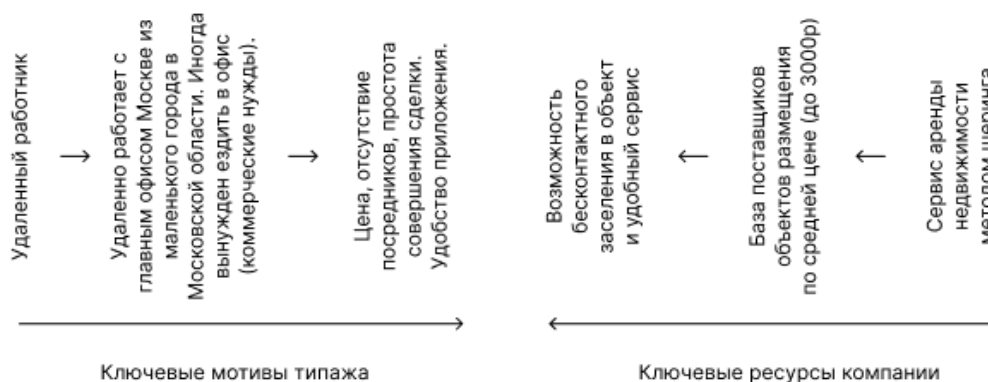 Удаленный работник
Удаленно работает с
главным офисом Москве из
маленького города в
Московской области. Иногда
вынужден ездить в офис
(коммерческие нужды).
Цена, отсутствие
посредников, простота
совершения сделки.
Удобство приложения.
Возможность
бесконтактного
заселения в объект
и удобный сервис
База поставщиков
объектов размещения
по средней цене (до 3000р)
Сервис аренды
недвижимости
методом шеринга
Ключевые мотивы типажа
Ключевые ресурсы компании